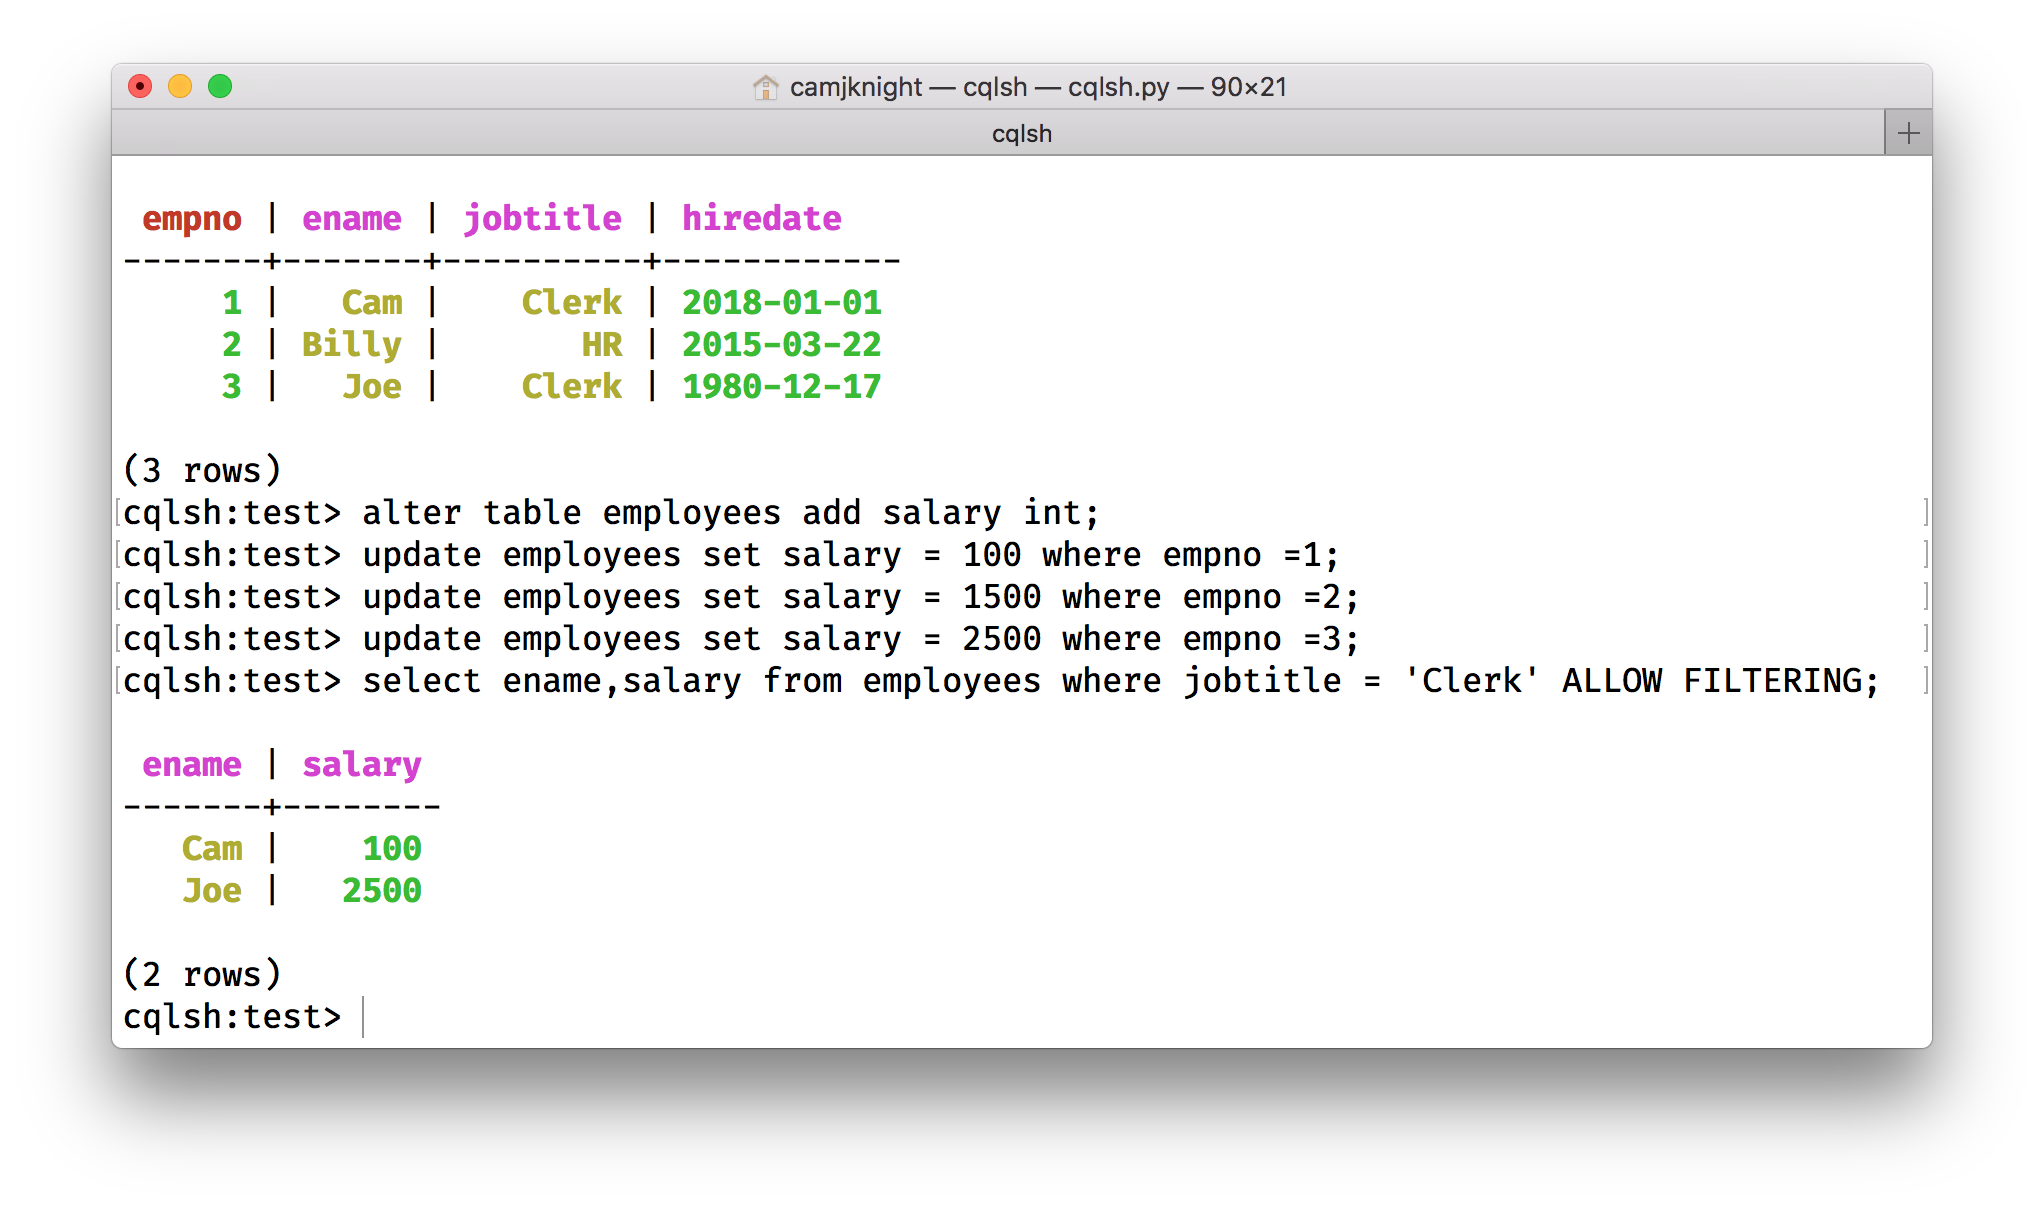 camjknight — cqlsh — cqlsh.py — 90×21
cqlsh
 empno | ename | jobtitle | hiredate
-------+-------+----------+------------
     1 |   Cam |    Clerk | 2018-01-01
     2 | Billy |       HR | 2015-03-22
     3 |   Joe |    Clerk | 1980-12-17
(3 rows)
[cqlsh:test> alter table employees add salary int; ]
[cqlsh:test> update employees set salary = 100 where empno =1; ]
[cqlsh:test> update employees set salary = 1500 where empno =2; ]
[cqlsh:test> update employees set salary = 2500 where empno =3; ]
[cqlsh:test> select ename,salary from employees where jobtitle = 'Clerk' ALLOW FILTERING; ]
 ename | salary
-------+--------
   Cam |    100
   Joe |   2500
(2 rows)
cqlsh:test>